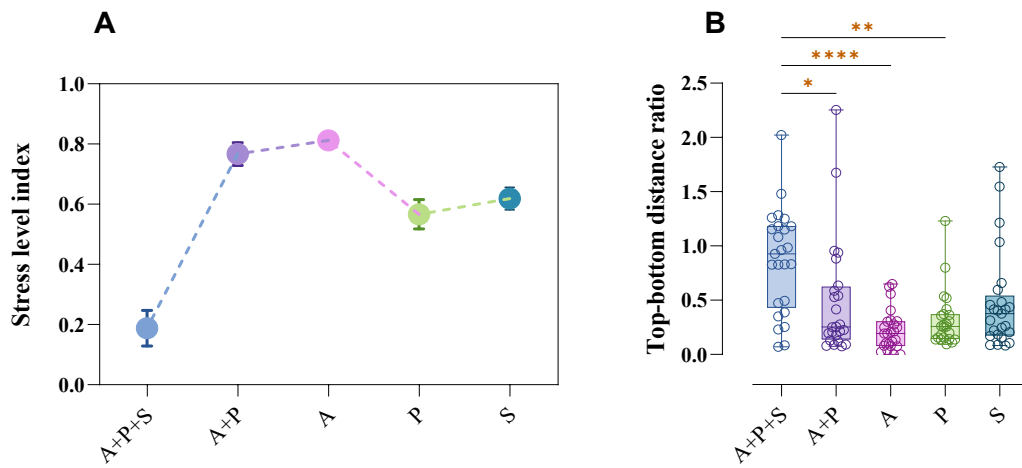 A
Stress level index
1.0
0.8
0.6
0.4
0.2
0.0
A+P+S
A+P
A
P
S
B
**
****
*
Top-bottom distance ratio
2.5
2.0
1.5
1.0
0.5
0.0
A+P+S
A+P
A
P
S